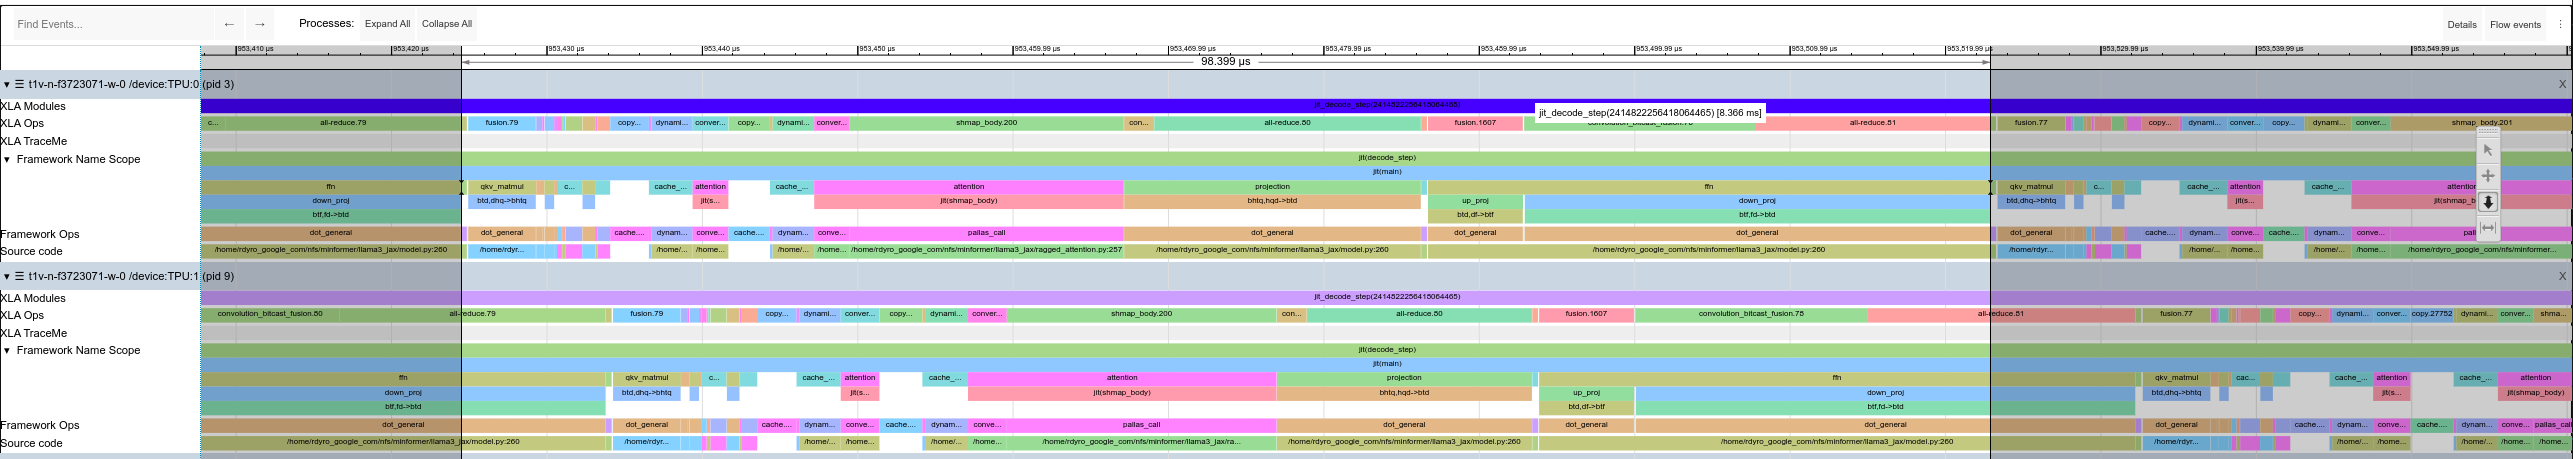 Find Events... ← → Processes: Expand All Collapse All Details Flow events
953,410 µs 953,420 µs 953,430 µs 953,440 µs 953,450 µs 953,459.99 µs 953,469.99 µs 953,479.99 µs 953,459.99 µs 953,499.99 µs 953,509.99 µs 953,519.99 µs 953,529.99 µs 953,539.99 µs 953,549.99 µs
98.399 µs
▾ ☰ t1v-n-f3723071-w-0 /device:TPU:0 (pid 3) X
XLA Modules jit_decode_step(2414822256418064465)
jit_decode_step(2414822256418064465) [8.366 ms]
XLA Ops c... all-reduce.79 fusion.79 copy... dynami... conver... copy... dynami... conver... shmap_body.200 con... all-reduce.80 fusion.1607 convolution_bitcast_fusion.78 all-reduce.81 fusion.77 copy... dynami... conver... copy... dynami... conver... shmap_body.201
XLA TraceMe
▾ Framework Name Scope jit(decode_step)
jit(main)
ffn qkv_matmul c... cache_... attention cache_... attention projection ffn qkv_matmul c... cache_... attention cache_... attention
down_proj btd,dhq->bhtq jit(s... jit(shmap_body) bhtq,hqd->btd up_proj down_proj btd,dhq->bhtq jit(s... jit(shmap_b
btf,fd->btd btd,df->btf btf,fd->btd
Framework Ops dot_general dot_general cache.... dynam... conve... cache.... dynam... conve... pallas_call dot_general dot_general dot_general dot_general cache.... dynam... conve... cache.... dynam... conve... pal
Source code /home/rdyro_google_com/nfs/minformer/llama3_jax/model.py:260 /home/rdyr... /home/... /home... /home/... /home... /home/rdyro_google_com/nfs/minformer/llama3_jax/ragged_attention.py:257 /home/rdyro_google_com/nfs/minformer/llama3_jax/model.py:260 /home/rdyro_google_com/nfs/minformer/llama3_jax/model.py:260 /home/rdyr... /home/... /home... /home/... /home... /home/rdyro_google_com/nfs/minformer...
▾ ☰ t1v-n-f3723071-w-0 /device:TPU:1 (pid 9) X
XLA Modules jit_decode_step(2414822256418064465)
XLA Ops convolution_bitcast_fusion.80 all-reduce.79 fusion.79 copy... dynami... conver... copy... dynami... conver... shmap_body.200 con... all-reduce.80 fusion.1607 convolution_bitcast_fusion.78 all-reduce.81 fusion.77 copy... dynami... conver... copy.27752 dynami... conver... shma...
XLA TraceMe
▾ Framework Name Scope jit(decode_step)
jit(main)
ffn qkv_matmul c... cache_... attention cache_... attention projection ffn qkv_matmul cac... cache_... attention cache_... attention
down_proj btd,dhq->bhtq jit(s... jit(shmap_body) bhtq,hqd->btd up_proj down_proj btd,dhq->bhtq jit(s... jit(shmap_body)
btf,fd->btd btd,df->btf btf,fd->btd
Framework Ops dot_general dot_general cache.... dynam... conve... cache.... dynam... conve... pallas_call dot_general dot_general dot_general dot_general cache.... dynam... conve... cache.... dynam... conve... pallas_call
Source code /home/rdyro_google_com/nfs/minformer/llama3_jax/model.py:260 /home/rdyr... /home/... /home... /home/... /home... /home/rdyro_google_com/nfs/minformer/llama3_jax/ra... /home/rdyro_google_com/nfs/minformer/llama3_jax/model.py:260 /home/rdyro_google_com/nfs/minformer/llama3_jax/model.py:260 /home/rdyr... /home/... /home... /home/... /home... /home...